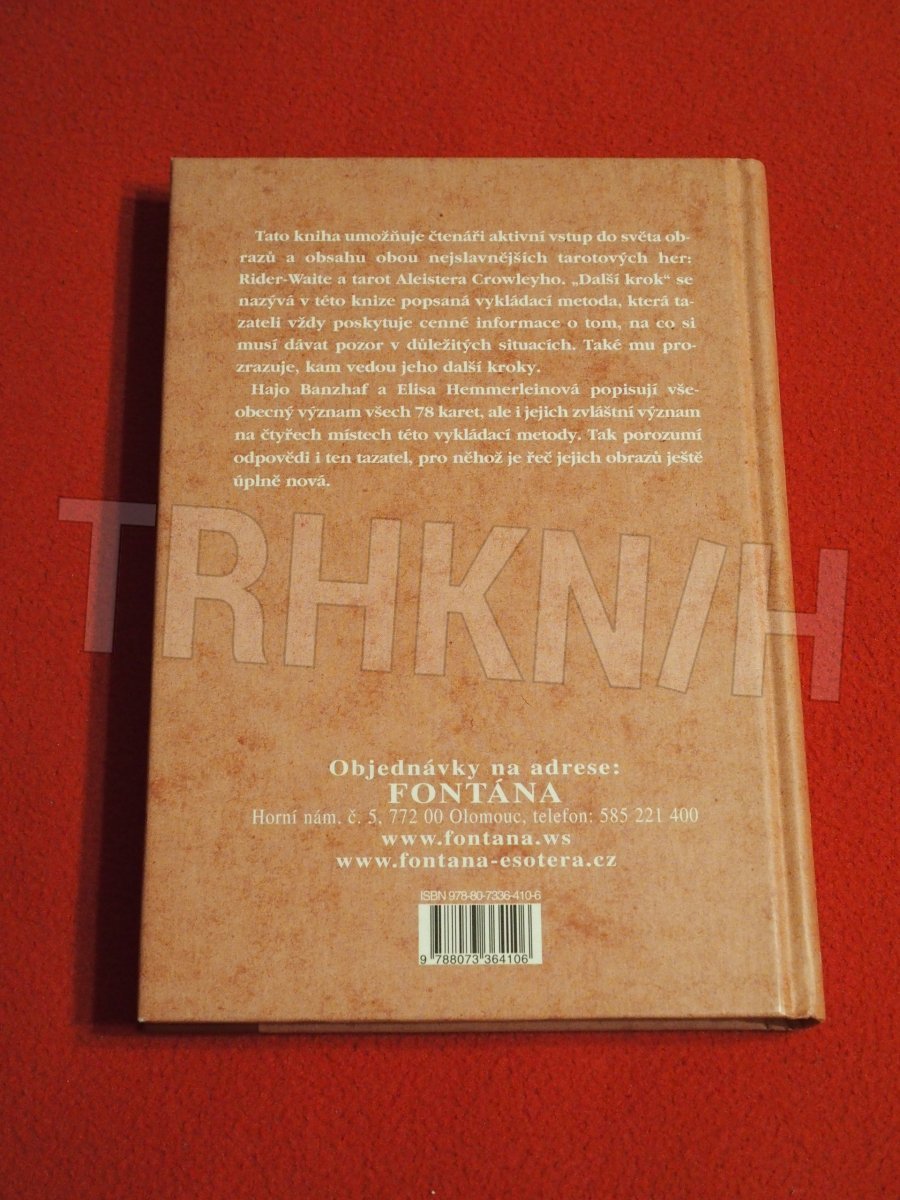 Tato kniha umožňuje čtenáři aktivní vstup do světa ob-
razů a obsahu obou nejslavnějších tarotových her:
Rider-Waite a tarot Aleistera Crowleyho. „Další krok“ se
nazývá v této knize popsaná vykládací metoda, která ta-
zateli vždy poskytuje cenné informace o tom, na co si
musí dávat pozor v důležitých situacích. Také mu pro-
zrazuje, kam vedou jeho další kroky.
Hajo Banzhaf a Elisa Hemmerleinová popisují vše-
obecný význam všech 78 karet, ale i jejich zvláštní význam
na čtyřech místech této vykládací metody. Tak porozumí
odpovědi i ten tazatel, pro něhož je řeč jejich obrazů ještě
úplně nová.
TRHKN/H
Objednávky na adrese:
FONTÁNA
Horní nám. č. 5, 772 00 Olomouc, telefon: 585 221 400
www.fontana.ws
www.fontana-esotera.cz
ISBN 978-80-7336-410-6
9 788073 364106